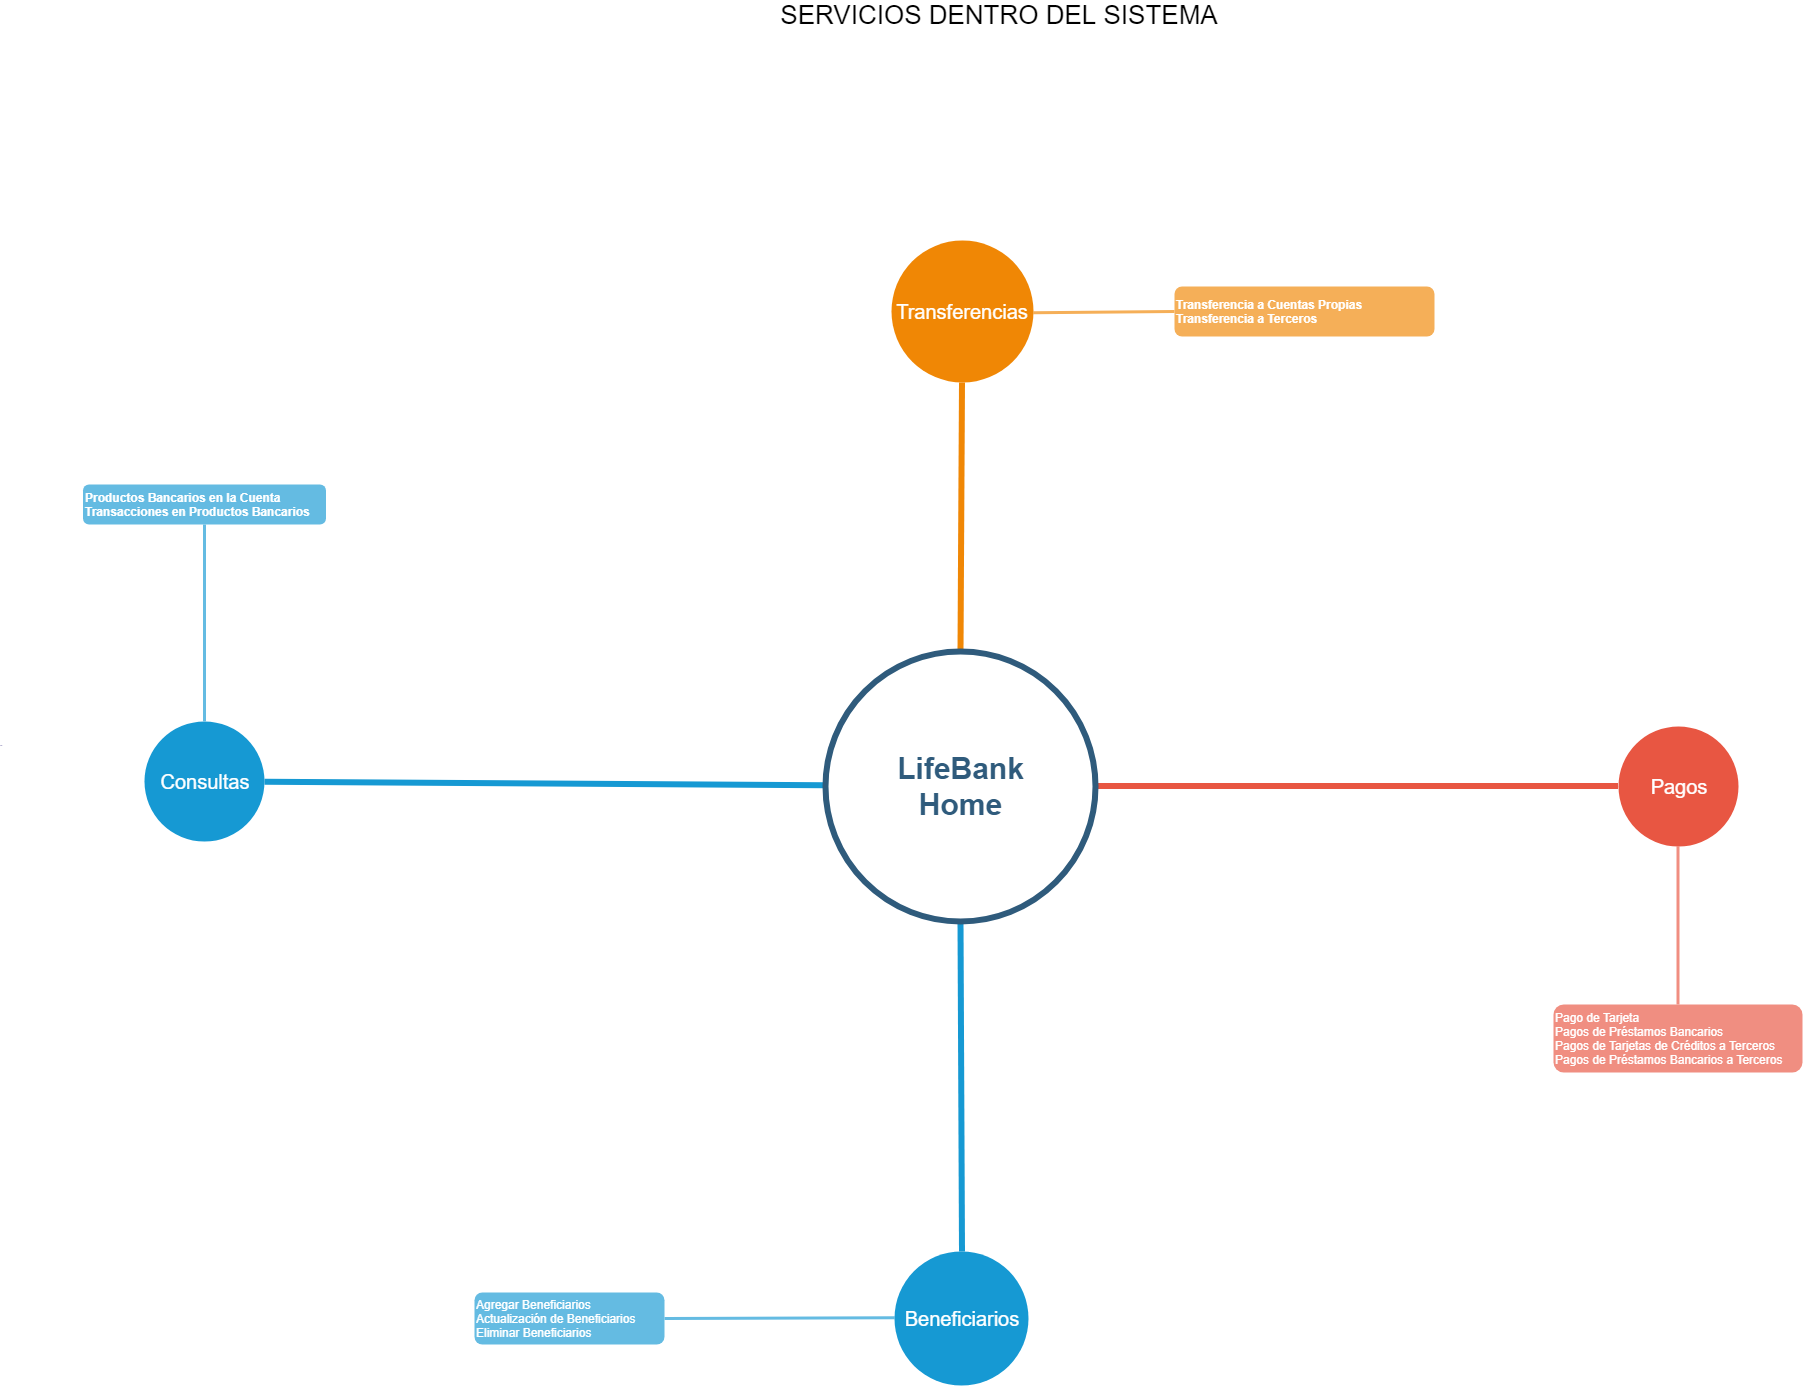 SERVICIOS DENTRO DEL SISTEMA
Transferencias
Transferencia a Cuentas Propias
Transferencia a Terceros
Productos Bancarios en la Cuenta
Transacciones en Productos Bancarios
Consultas
LifeBank
Home
Pagos
Pago de Tarjeta
Pagos de Préstamos Bancarios
Pagos de Tarjetas de Créditos a Terceros
Pagos de Préstamos Bancarios a Terceros
Agregar Beneficiarios
Actualización de Beneficiarios
Eliminar Beneficiarios
Beneficiarios